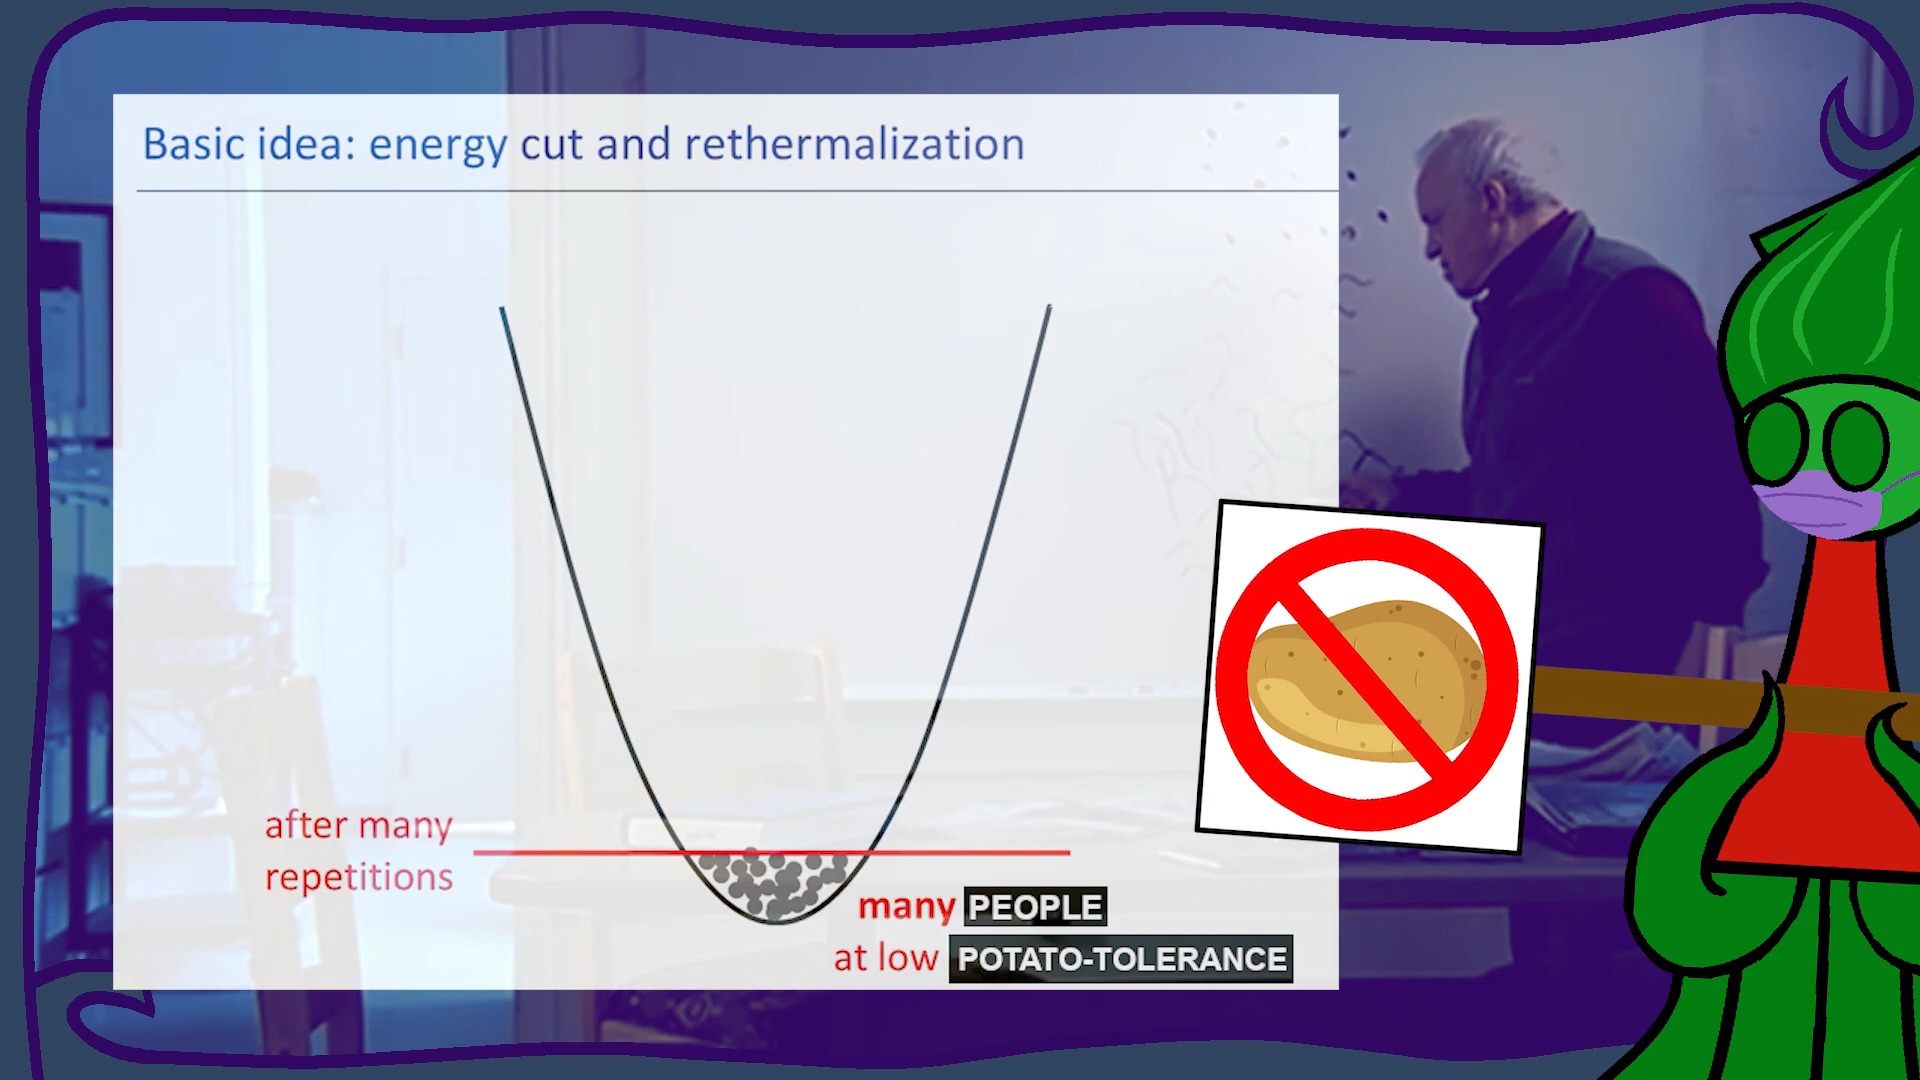 Basic idea: energy cut and rethermalization
after many
repetitions
many PEOPLE
at low POTATO-TOLERANCE